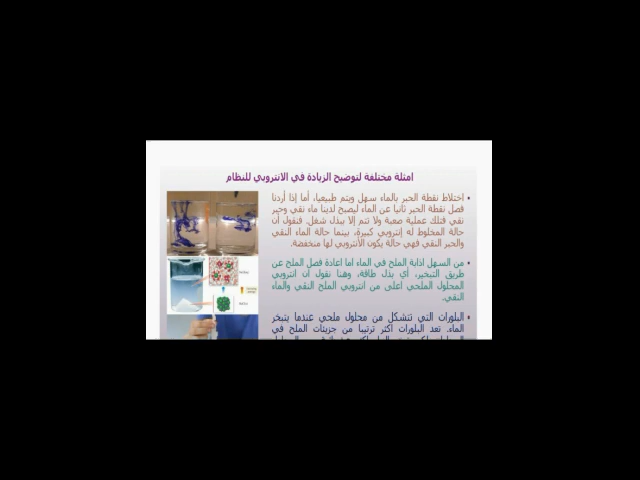 امثلة مختلفة لتوضيح الزيادة في الانتروبي للنظام
• اختلاط نقطة الحبر بالماء سهل ويتم طبيعيا، أما إذا أردنا
فصل نقطة الحبر ثانيا عن الماء ليصبح لدينا ماء نقي وحبر
نقي فتلك عملية صعبة ولا تتم إلا ببذل شغل. فنقول أن
حالة المخلوط له إنتروبي كبيرة، بينما حالة الماء النقي
والحبر النقي فهي حالة يكون الأنتروبي لها منخفضة.
• من السهل اذابة الملح في الماء اما اعادة فصل الملح عن
طريق التبخير، أي بذل طاقة، وهنا نقول أن انتروبي
المحلول الملحي اعلى من انتروبي الملح النقي والماء
النقي.
• البلورات التي تتشكل من محلول ملحي عندما يتبخر
الماء. تعد البلورات أكثر ترتيبا من جزيئات الملح في